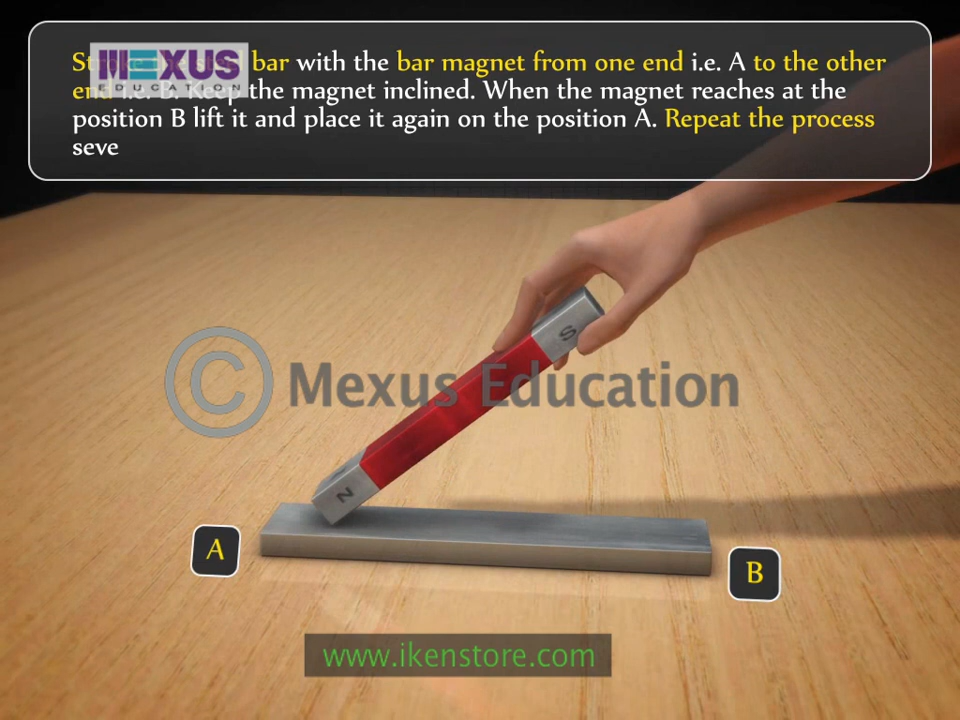 MEXUS
EDUCATION
bar with the bar magnet from one end i.e. A to the other
end i.e. B. Keep the magnet inclined. When the magnet reaches at the
position B lift it and place it again on the position A. Repeat the process
seve
S
© Mexus Education
N
A
B
www.ikenstore.com